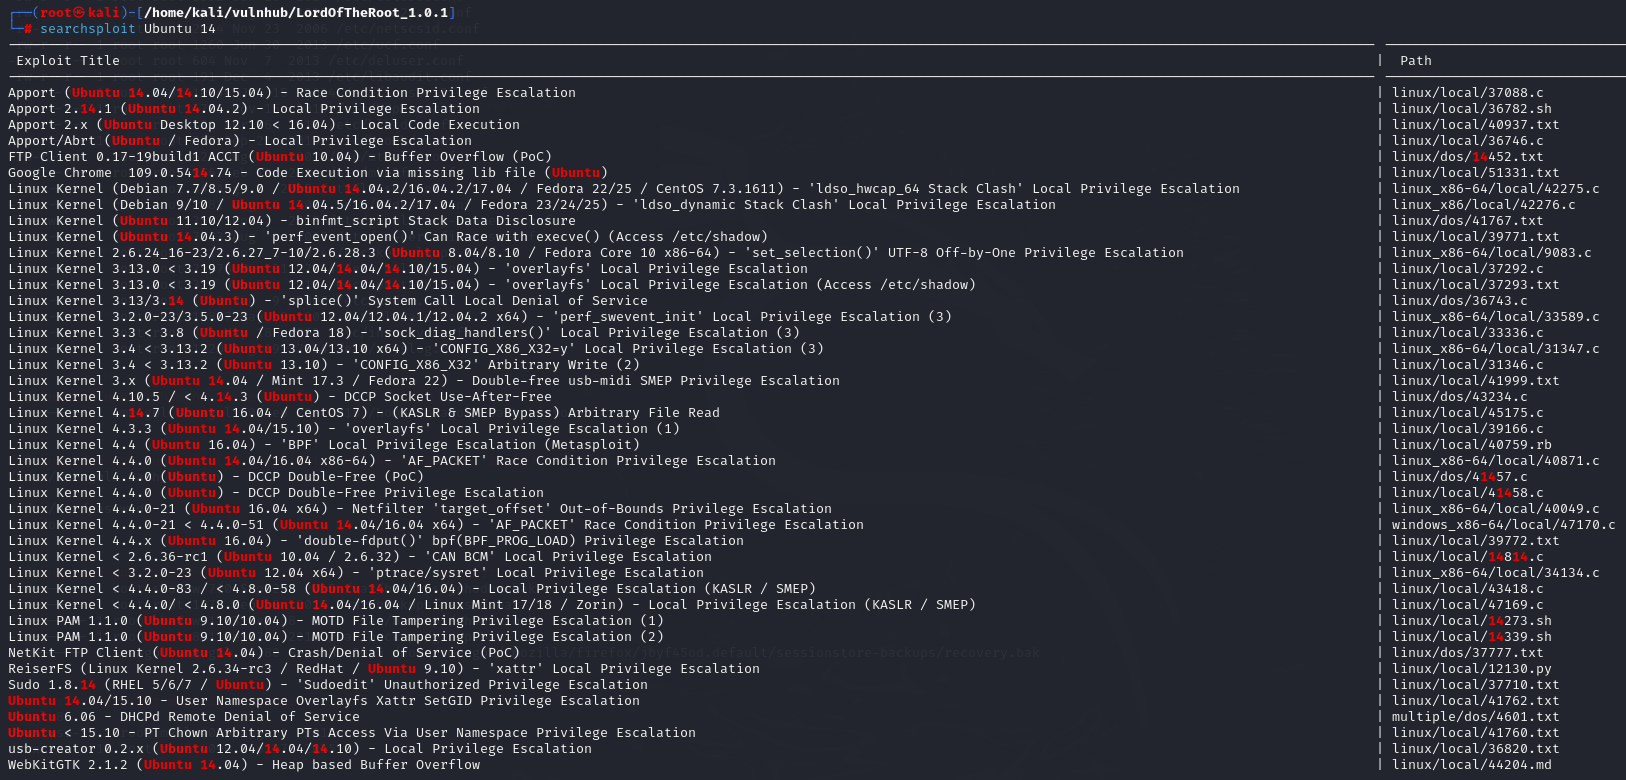 ┌──(root㉿kali)-[/home/kali/vulnhub/LordOfTheRoot_1.0.1]
└─# searchsploit Ubuntu 14
Exploit Title | Path
Apport (Ubuntu 14.04/14.10/15.04) - Race Condition Privilege Escalation | linux/local/37088.c
Apport 2.14.1 (Ubuntu 14.04.2) - Local Privilege Escalation | linux/local/36782.sh
Apport 2.x (Ubuntu Desktop 12.10 < 16.04) - Local Code Execution | linux/local/40937.txt
Apport/Abrt (Ubuntu / Fedora) - Local Privilege Escalation | linux/local/36746.c
FTP Client 0.17-19build1 ACCT (Ubuntu 10.04) - Buffer Overflow (PoC) | linux/dos/14452.txt
Google Chrome 109.0.5414.74 - Code Execution via missing lib file (Ubuntu) | linux/local/51331.txt
Linux Kernel (Debian 7.7/8.5/9.0 / Ubuntu 14.04.2/16.04.2/17.04 / Fedora 22/25 / CentOS 7.3.1611) - 'ldso_hwcap_64 Stack Clash' Local Privilege Escalation | linux_x86-64/local/42275.c
Linux Kernel (Debian 9/10 / Ubuntu 14.04.5/16.04.2/17.04 / Fedora 23/24/25) - 'ldso_dynamic Stack Clash' Local Privilege Escalation | linux_x86/local/42276.c
Linux Kernel (Ubuntu 11.10/12.04) - binfmt_script Stack Data Disclosure | linux/dos/41767.txt
Linux Kernel (Ubuntu 14.04.3) - 'perf_event_open()' Can Race with execve() (Access /etc/shadow) | linux/local/39771.txt
Linux Kernel 2.6.24_16-23/2.6.27_7-10/2.6.28.3 (Ubuntu 8.04/8.10 / Fedora Core 10 x86-64) - 'set_selection()' UTF-8 Off-by-One Privilege Escalation | linux_x86-64/local/9083.c
Linux Kernel 3.13.0 < 3.19 (Ubuntu 12.04/14.04/14.10/15.04) - 'overlayfs' Local Privilege Escalation | linux/local/37292.c
Linux Kernel 3.13.0 < 3.19 (Ubuntu 12.04/14.04/14.10/15.04) - 'overlayfs' Local Privilege Escalation (Access /etc/shadow) | linux/local/37293.txt
Linux Kernel 3.13/3.14 (Ubuntu) - 'splice()' System Call Local Denial of Service | linux/dos/36743.c
Linux Kernel 3.2.0-23/3.5.0-23 (Ubuntu 12.04/12.04.1/12.04.2 x64) - 'perf_swevent_init' Local Privilege Escalation (3) | linux_x86-64/local/33589.c
Linux Kernel 3.3 < 3.8 (Ubuntu / Fedora 18) - 'sock_diag_handlers()' Local Privilege Escalation (3) | linux/local/33336.c
Linux Kernel 3.4 < 3.13.2 (Ubuntu 13.04/13.10 x64) - 'CONFIG_X86_X32=y' Local Privilege Escalation (3) | linux_x86-64/local/31347.c
Linux Kernel 3.4 < 3.13.2 (Ubuntu 13.10) - 'CONFIG_X86_X32' Arbitrary Write (2) | linux/local/31346.c
Linux Kernel 3.x (Ubuntu 14.04 / Mint 17.3 / Fedora 22) - Double-free usb-midi SMEP Privilege Escalation | linux/local/41999.txt
Linux Kernel 4.10.5 / < 4.14.3 (Ubuntu) - DCCP Socket Use-After-Free | linux/dos/43234.c
Linux Kernel 4.14.7 (Ubuntu 16.04 / CentOS 7) - (KASLR & SMEP Bypass) Arbitrary File Read | linux/local/45175.c
Linux Kernel 4.3.3 (Ubuntu 14.04/15.10) - 'overlayfs' Local Privilege Escalation (1) | linux/local/39166.c
Linux Kernel 4.4 (Ubuntu 16.04) - 'BPF' Local Privilege Escalation (Metasploit) | linux/local/40759.rb
Linux Kernel 4.4.0 (Ubuntu 14.04/16.04 x86-64) - 'AF_PACKET' Race Condition Privilege Escalation | linux_x86-64/local/40871.c
Linux Kernel 4.4.0 (Ubuntu) - DCCP Double-Free (PoC) | linux/dos/41457.c
Linux Kernel 4.4.0 (Ubuntu) - DCCP Double-Free Privilege Escalation | linux/local/41458.c
Linux Kernel 4.4.0-21 (Ubuntu 16.04 x64) - Netfilter 'target_offset' Out-of-Bounds Privilege Escalation | linux_x86-64/local/40049.c
Linux Kernel 4.4.0-21 < 4.4.0-51 (Ubuntu 14.04/16.04 x64) - 'AF_PACKET' Race Condition Privilege Escalation | windows_x86-64/local/47170.c
Linux Kernel 4.4.x (Ubuntu 16.04) - 'double-fdput()' bpf(BPF_PROG_LOAD) Privilege Escalation | linux/local/39772.txt
Linux Kernel < 2.6.36-rc1 (Ubuntu 10.04 / 2.6.32) - 'CAN BCM' Local Privilege Escalation | linux/local/14814.c
Linux Kernel < 3.2.0-23 (Ubuntu 12.04 x64) - 'ptrace/sysret' Local Privilege Escalation | linux_x86-64/local/34134.c
Linux Kernel < 4.4.0-83 / < 4.8.0-58 (Ubuntu 14.04/16.04) - Local Privilege Escalation (KASLR / SMEP) | linux/local/43418.c
Linux Kernel < 4.4.0/ < 4.8.0 (Ubuntu 14.04/16.04 / Linux Mint 17/18 / Zorin) - Local Privilege Escalation (KASLR / SMEP) | linux/local/47169.c
Linux PAM 1.1.0 (Ubuntu 9.10/10.04) - MOTD File Tampering Privilege Escalation (1) | linux/local/14273.sh
Linux PAM 1.1.0 (Ubuntu 9.10/10.04) - MOTD File Tampering Privilege Escalation (2) | linux/local/14339.sh
NetKit FTP Client (Ubuntu 14.04) - Crash/Denial of Service (PoC) | linux/dos/37777.txt
ReiserFS (Linux Kernel 2.6.34-rc3 / RedHat / Ubuntu 9.10) - 'xattr' Local Privilege Escalation | linux/local/12130.py
Sudo 1.8.14 (RHEL 5/6/7 / Ubuntu) - 'Sudoedit' Unauthorized Privilege Escalation | linux/local/37710.txt
Ubuntu 14.04/15.10 - User Namespace Overlayfs Xattr SetGID Privilege Escalation | linux/local/41762.txt
Ubuntu 6.06 - DHCPd Remote Denial of Service | multiple/dos/4601.txt
Ubuntu < 15.10 - PT Chown Arbitrary PTs Access Via User Namespace Privilege Escalation | linux/local/41760.txt
usb-creator 0.2.x (Ubuntu 12.04/14.04/14.10) - Local Privilege Escalation | linux/local/36820.txt
WebKitGTK 2.1.2 (Ubuntu 14.04) - Heap based Buffer Overflow | linux/local/44204.md